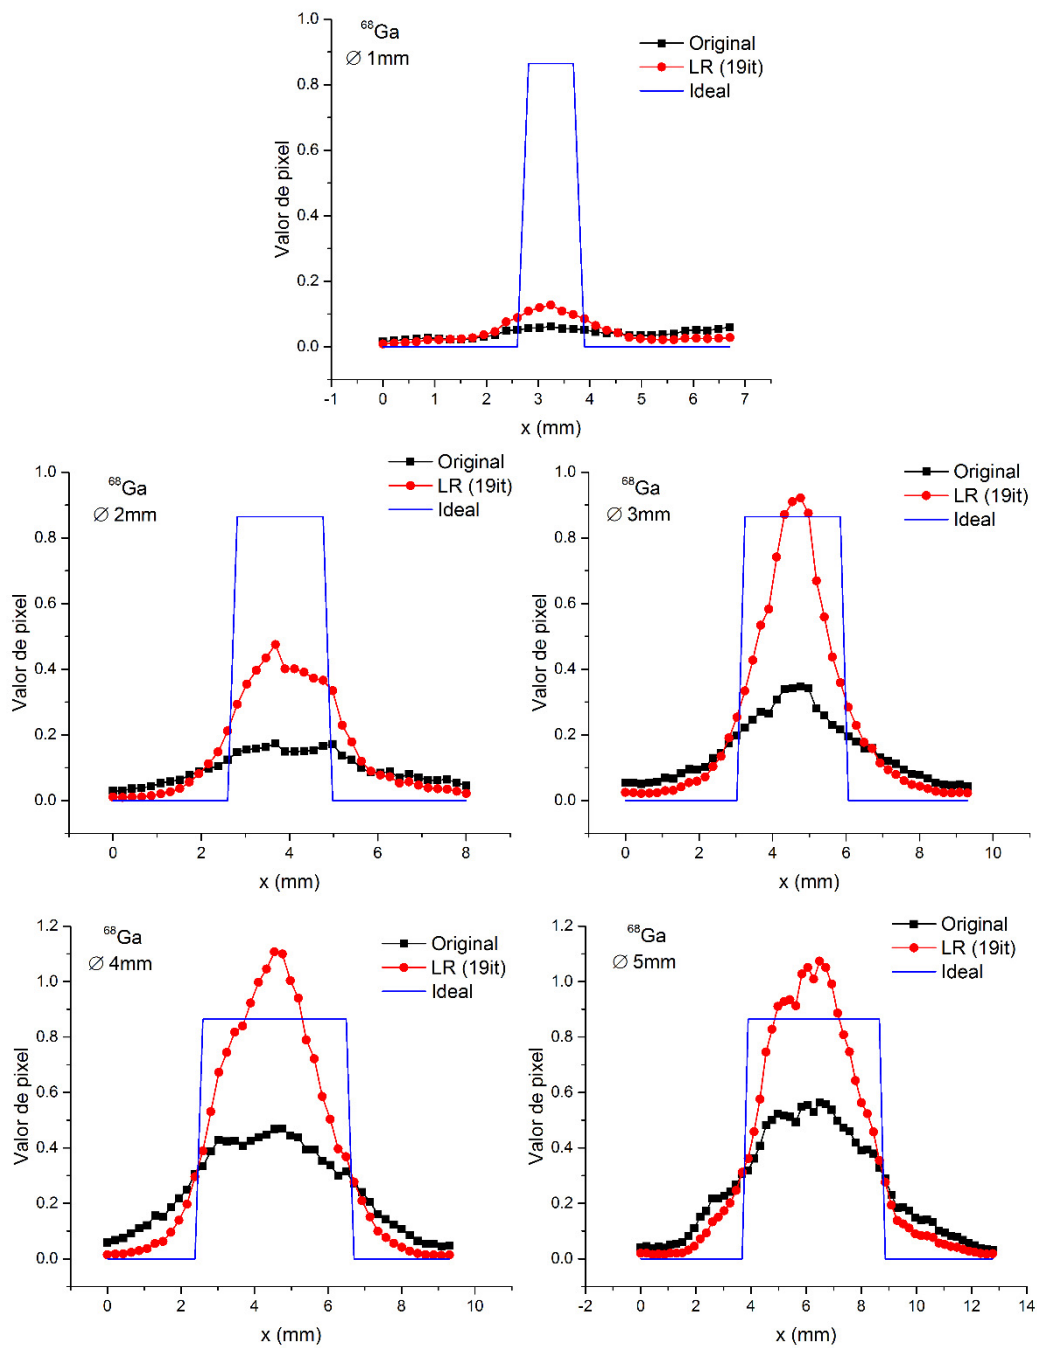 ⁶⁸Ga
∅ 1mm
Original
LR (19it)
Ideal
Valor de pixel
1.0
0.8
0.6
0.4
0.2
0.0
-1 0 1 2 3 4 5 6 7
x (mm)
⁶⁸Ga
∅ 2mm
Original
LR (19it)
Ideal
Valor de pixel
1.0
0.8
0.6
0.4
0.2
0.0
0 2 4 6 8
x (mm)
⁶⁸Ga
∅ 3mm
Original
LR (19it)
Ideal
Valor de pixel
1.0
0.8
0.6
0.4
0.2
0.0
0 2 4 6 8 10
x (mm)
⁶⁸Ga
∅ 4mm
Original
LR (19it)
Ideal
Valor de pixel
1.2
1.0
0.8
0.6
0.4
0.2
0.0
0 2 4 6 8 10
x (mm)
⁶⁸Ga
∅ 5mm
Original
LR (19it)
Ideal
Valor de pixel
1.2
1.0
0.8
0.6
0.4
0.2
0.0
-2 0 2 4 6 8 10 12 14
x (mm)